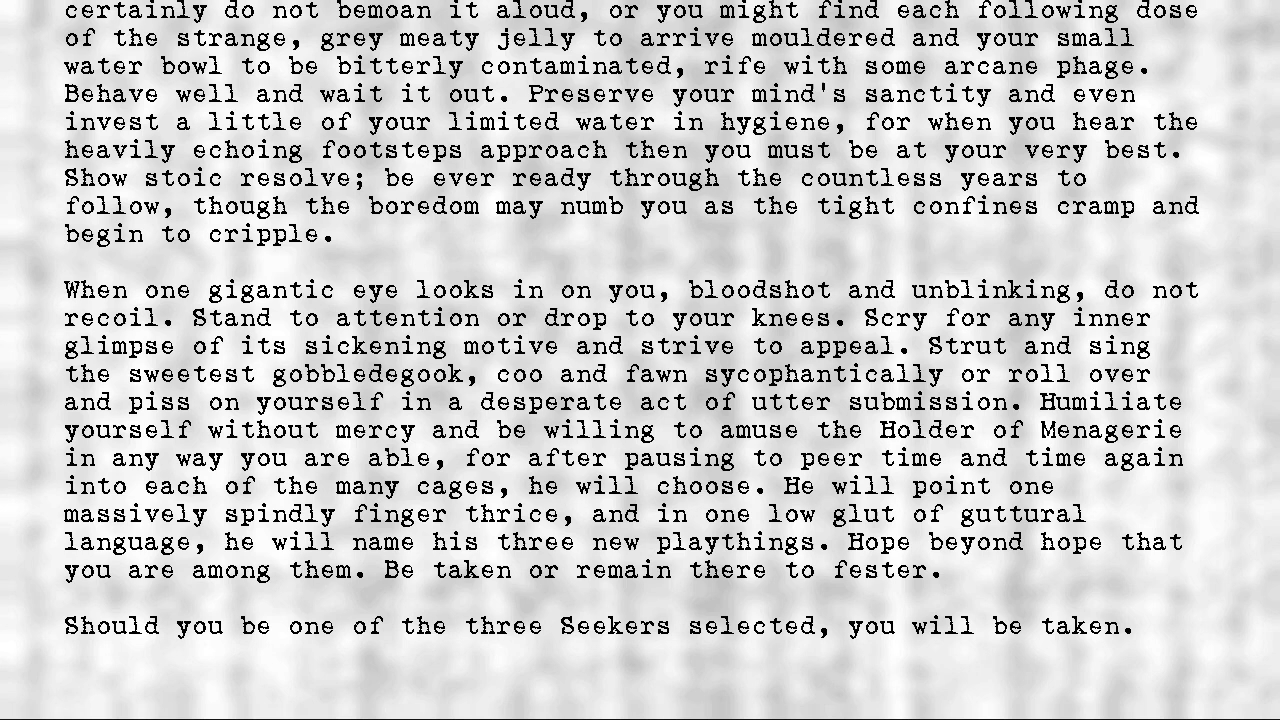 certainly do not bemoan it aloud, or you might find each following dose
of the strange, grey meaty jelly to arrive mouldered and your small
water bowl to be bitterly contaminated, rife with some arcane phage.
Behave well and wait it out. Preserve your mind's sanctity and even
invest a little of your limited water in hygiene, for when you hear the
heavily echoing footsteps approach then you must be at your very best.
Show stoic resolve; be ever ready through the countless years to
follow, though the boredom may numb you as the tight confines cramp and
begin to cripple.

When one gigantic eye looks in on you, bloodshot and unblinking, do not
recoil. Stand to attention or drop to your knees. Scry for any inner
glimpse of its sickening motive and strive to appeal. Strut and sing
the sweetest gobbledegook, coo and fawn sycophantically or roll over
and piss on yourself in a desperate act of utter submission. Humiliate
yourself without mercy and be willing to amuse the Holder of Menagerie
in any way you are able, for after pausing to peer time and time again
into each of the many cages, he will choose. He will point one
massively spindly finger thrice, and in one low glut of guttural
language, he will name his three new playthings. Hope beyond hope that
you are among them. Be taken or remain there to fester.

Should you be one of the three Seekers selected, you will be taken.